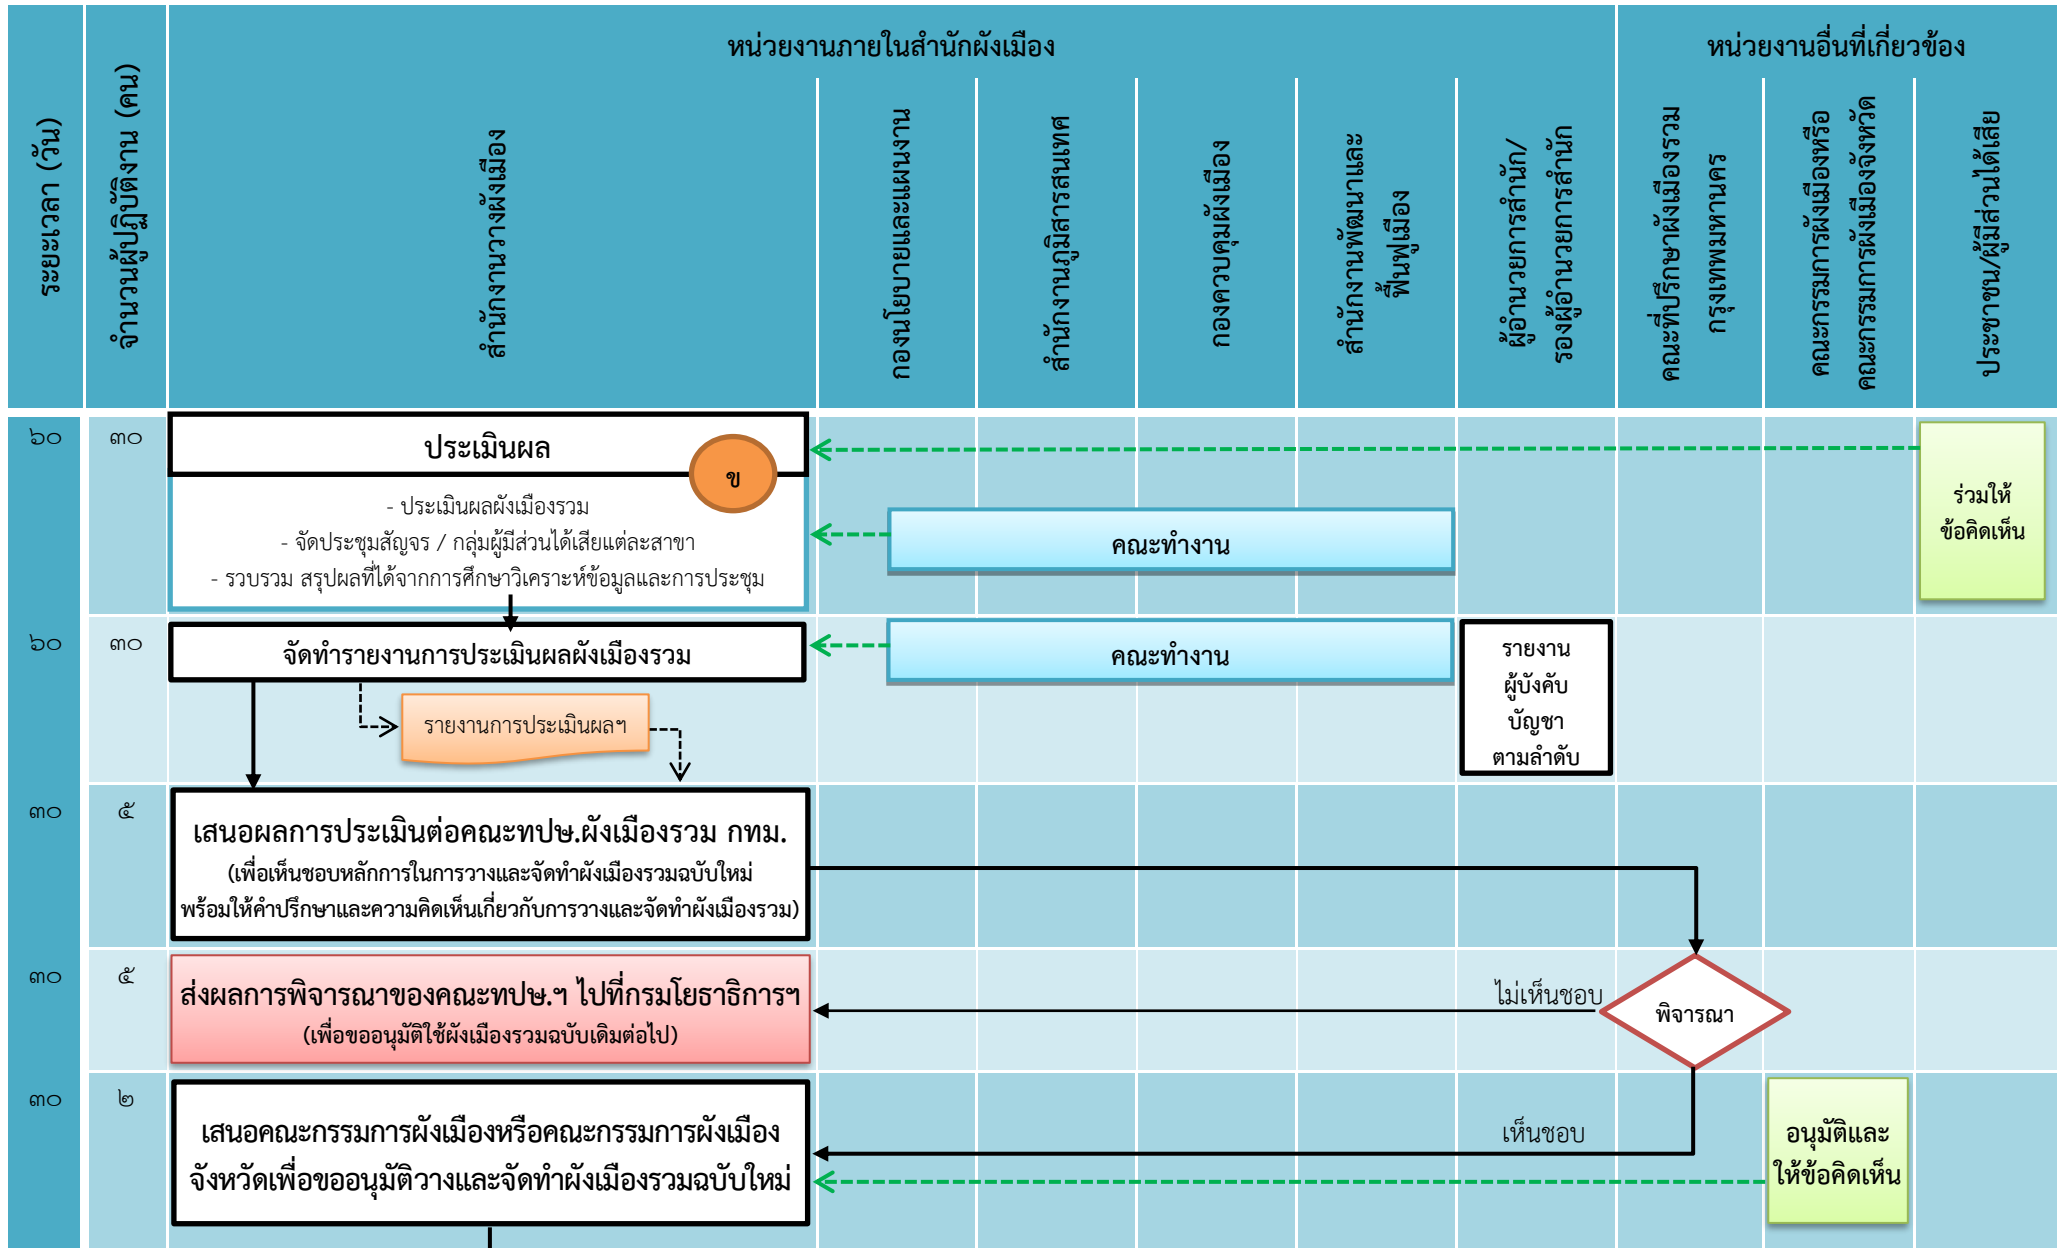 หน่วยงานภายในสำนักผังเมือง
หน่วยงานอื่นที่เกี่ยวข้อง
ระยะเวลา (วัน)
จำนวนผู้ปฏิบัติงาน (คน)
สำนักงานวางผังเมือง
กองนโยบายและแผนงาน
สำนักงานภูมิสารสนเทศ
กองควบคุมผังเมือง
สำนักงานพัฒนาและ
ฟื้นฟูเมือง
ผู้อำนวยการสำนัก/
รองผู้อำนวยการสำนัก
คณะที่ปรึกษาผังเมืองรวม
กรุงเทพมหานคร
คณะกรรมการผังเมืองหรือ
คณะกรรมการผังเมืองจังหวัด
ประชาชน/ผู้มีส่วนได้เสีย
๖๐
๓๐
ประเมินผล
ข
- ประเมินผลผังเมืองรวม
- จัดประชุมสัญจร / กลุ่มผู้มีส่วนได้เสียแต่ละสาขา
- รวบรวม สรุปผลที่ได้จากการศึกษาวิเคราะห์ข้อมูลและการประชุม
คณะทำงาน
ร่วมให้
ข้อคิดเห็น
๖๐
๓๐
จัดทำรายงานการประเมินผลผังเมืองรวม
รายงานการประเมินผลฯ
คณะทำงาน
รายงาน
ผู้บังคับ
บัญชา
ตามลำดับ
๓๐
๕
เสนอผลการประเมินต่อคณะทปษ.ผังเมืองรวม กทม.
(เพื่อเห็นชอบหลักการในการวางและจัดทำผังเมืองรวมฉบับใหม่
พร้อมให้คำปรึกษาและความคิดเห็นเกี่ยวกับการวางและจัดทำผังเมืองรวม)
๓๐
๕
ส่งผลการพิจารณาของคณะทปษ.ฯ ไปที่กรมโยธาธิการฯ
(เพื่อขออนุมัติใช้ผังเมืองรวมฉบับเดิมต่อไป)
ไม่เห็นชอบ
พิจารณา
๓๐
๒
เสนอคณะกรรมการผังเมืองหรือคณะกรรมการผังเมือง
จังหวัดเพื่อขออนุมัติวางและจัดทำผังเมืองรวมฉบับใหม่
เห็นชอบ
อนุมัติและ
ให้ข้อคิดเห็น